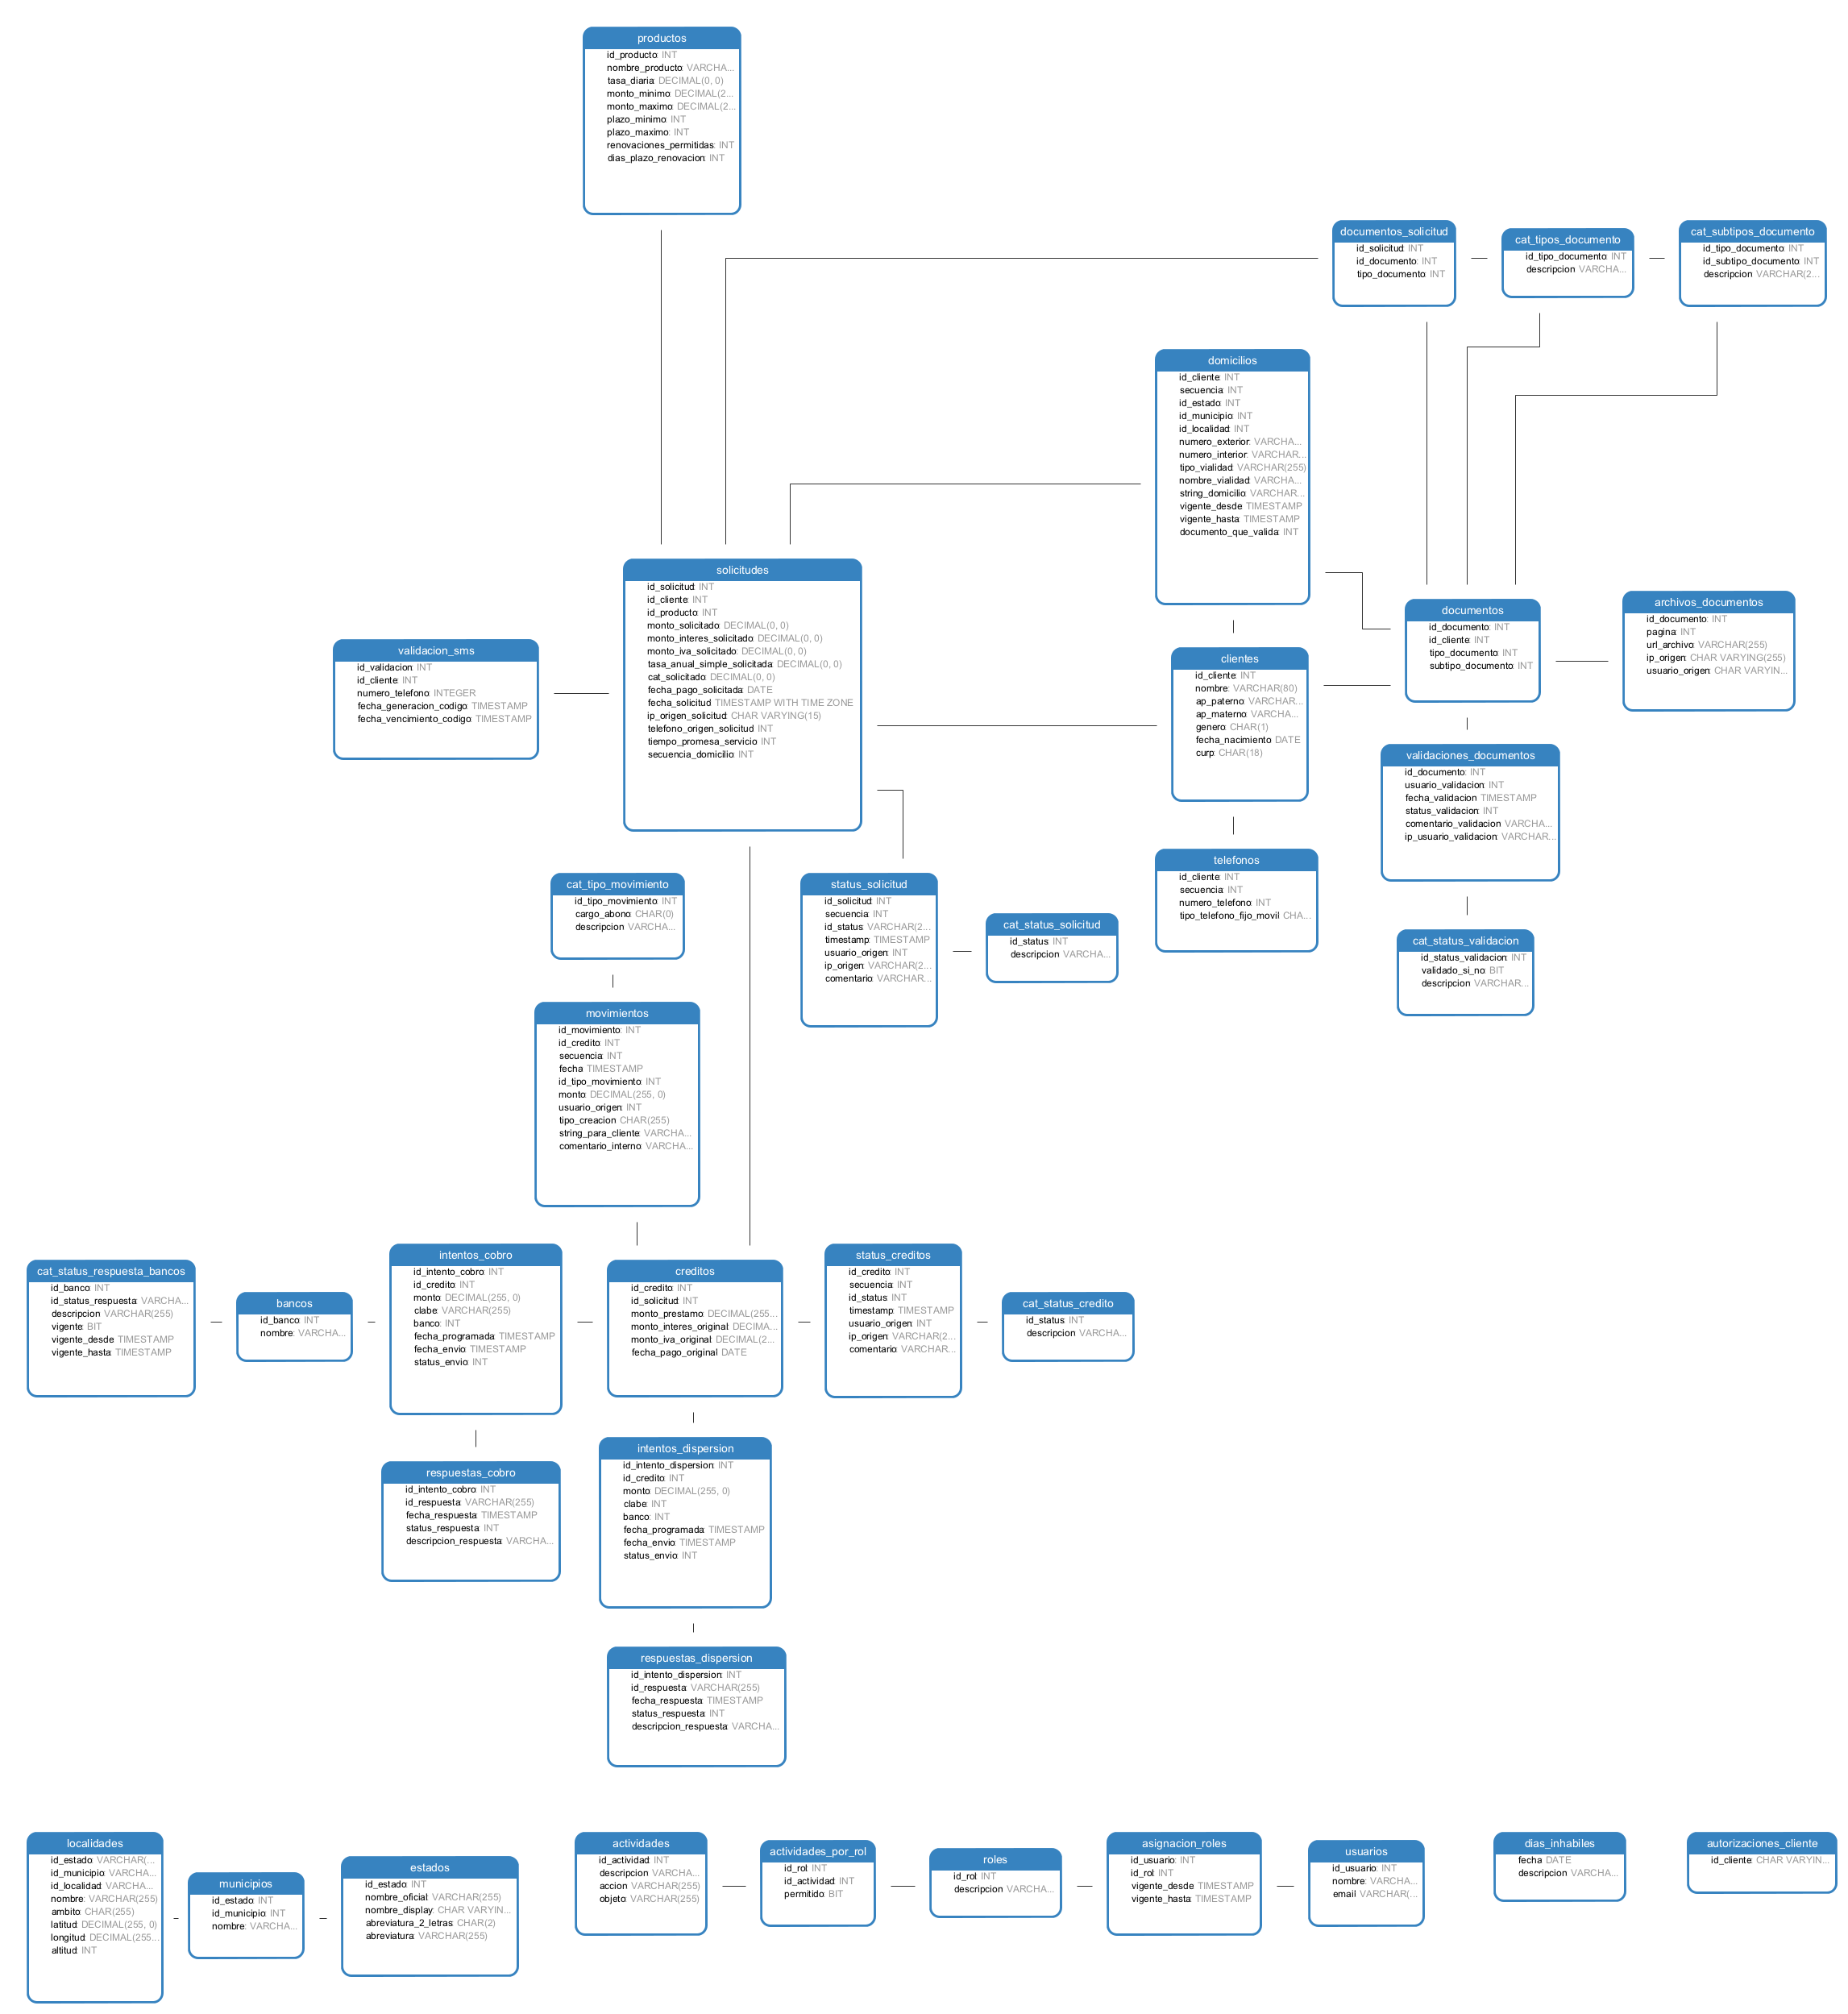 productos
id_producto: INT
nombre_producto: VARCHA...
tasa_diaria: DECIMAL(0, 0)
monto_minimo: DECIMAL(2...
monto_maximo: DECIMAL(2...
plazo_minimo: INT
plazo_maximo: INT
renovaciones_permitidas: INT
dias_plazo_renovacion: INT
documentos_solicitud
id_solicitud: INT
id_documento: INT
tipo_documento: INT
cat_tipos_documento
id_tipo_documento: INT
descripcion: VARCHA...
cat_subtipos_documento
id_tipo_documento: INT
id_subtipo_documento: INT
descripcion: VARCHAR(2...
domicilios
id_cliente: INT
secuencia: INT
id_estado: INT
id_municipio: INT
id_localidad: INT
numero_exterior: VARCHA...
numero_interior: VARCHAR...
tipo_vialidad: VARCHAR(255)
nombre_vialidad: VARCHA...
string_domicilio: VARCHAR...
vigente_desde: TIMESTAMP
vigente_hasta: TIMESTAMP
documento_que_valida: INT
solicitudes
id_solicitud: INT
id_cliente: INT
id_producto: INT
monto_solicitado: DECIMAL(0, 0)
monto_interes_solicitado: DECIMAL(0, 0)
monto_iva_solicitado: DECIMAL(0, 0)
tasa_anual_simple_solicitada: DECIMAL(0, 0)
cat_solicitado: DECIMAL(0, 0)
fecha_pago_solicitada: DATE
fecha_solicitud: TIMESTAMP WITH TIME ZONE
ip_origen_solicitud: CHAR VARYING(15)
telefono_origen_solicitud: INT
tiempo_promesa_servicio: INT
secuencia_domicilio: INT
validacion_sms
id_validacion: INT
id_cliente: INT
numero_telefono: INTEGER
fecha_generacion_codigo: TIMESTAMP
fecha_vencimiento_codigo: TIMESTAMP
clientes
id_cliente: INT
nombre: VARCHAR(80)
ap_paterno: VARCHAR...
ap_materno: VARCHA...
genero: CHAR(1)
fecha_nacimiento: DATE
curp: CHAR(18)
documentos
id_documento: INT
id_cliente: INT
tipo_documento: INT
subtipo_documento: INT
archivos_documentos
id_documento: INT
pagina: INT
url_archivo: VARCHAR(255)
ip_origen: CHAR VARYING(255)
usuario_origen: CHAR VARYIN...
validaciones_documentos
id_documento: INT
usuario_validacion: INT
fecha_validacion: TIMESTAMP
status_validacion: INT
comentario_validacion: VARCHA...
ip_usuario_validacion: VARCHAR...
telefonos
id_cliente: INT
secuencia: INT
numero_telefono: INT
tipo_telefono_fijo_movil: CHA...
cat_status_validacion
id_status_validacion: INT
validado_si_no: BIT
descripcion: VARCHAR...
cat_tipo_movimiento
id_tipo_movimiento: INT
cargo_abono: CHAR(0)
descripcion: VARCHA...
status_solicitud
id_solicitud: INT
secuencia: INT
id_status: VARCHAR(2...
timestamp: TIMESTAMP
usuario_origen: INT
ip_origen: VARCHAR(2...
comentario: VARCHAR...
cat_status_solicitud
id_status: INT
descripcion: VARCHA...
movimientos
id_movimiento: INT
id_credito: INT
secuencia: INT
fecha: TIMESTAMP
id_tipo_movimiento: INT
monto: DECIMAL(255, 0)
usuario_origen: INT
tipo_creacion: CHAR(255)
string_para_cliente: VARCHA...
comentario_interno: VARCHA...
cat_status_respuesta_bancos
id_banco: INT
id_status_respuesta: VARCHA...
descripcion: VARCHAR(255)
vigente: BIT
vigente_desde: TIMESTAMP
vigente_hasta: TIMESTAMP
bancos
id_banco: INT
nombre: VARCHA...
intentos_cobro
id_intento_cobro: INT
id_credito: INT
monto: DECIMAL(255, 0)
clabe: VARCHAR(255)
banco: INT
fecha_programada: TIMESTAMP
fecha_envio: TIMESTAMP
status_envio: INT
creditos
id_credito: INT
id_solicitud: INT
monto_prestamo: DECIMAL(255...
monto_interes_original: DECIMA...
monto_iva_original: DECIMAL(2...
fecha_pago_original: DATE
status_creditos
id_credito: INT
secuencia: INT
id_status: INT
timestamp: TIMESTAMP
usuario_origen: INT
ip_origen: VARCHAR(2...
comentario: VARCHAR...
cat_status_credito
id_status: INT
descripcion: VARCHA...
respuestas_cobro
id_intento_cobro: INT
id_respuesta: VARCHAR(255)
fecha_respuesta: TIMESTAMP
status_respuesta: INT
descripcion_respuesta: VARCHA...
intentos_dispersion
id_intento_dispersion: INT
id_credito: INT
monto: DECIMAL(255, 0)
clabe: INT
banco: INT
fecha_programada: TIMESTAMP
fecha_envio: TIMESTAMP
status_envio: INT
respuestas_dispersion
id_intento_dispersion: INT
id_respuesta: VARCHAR(255)
fecha_respuesta: TIMESTAMP
status_respuesta: INT
descripcion_respuesta: VARCHA...
localidades
id_estado: VARCHAR(...
id_municipio: VARCHA...
id_localidad: VARCHA...
nombre: VARCHAR(255)
ambito: CHAR(255)
latitud: DECIMAL(255, 0)
longitud: DECIMAL(255...
altitud: INT
municipios
id_estado: INT
id_municipio: INT
nombre: VARCHA...
estados
id_estado: INT
nombre_oficial: VARCHAR(255)
nombre_display: CHAR VARYIN...
abreviatura_2_letras: CHAR(2)
abreviatura: VARCHAR(255)
actividades
id_actividad: INT
descripcion: VARCHA...
accion: VARCHAR(255)
objeto: VARCHAR(255)
actividades_por_rol
id_rol: INT
id_actividad: INT
permitido: BIT
roles
id_rol: INT
descripcion: VARCHA...
asignacion_roles
id_usuario: INT
id_rol: INT
vigente_desde: TIMESTAMP
vigente_hasta: TIMESTAMP
usuarios
id_usuario: INT
nombre: VARCHA...
email: VARCHAR(...
dias_inhabiles
fecha: DATE
descripcion: VARCHA...
autorizaciones_cliente
id_cliente: CHAR VARYIN...